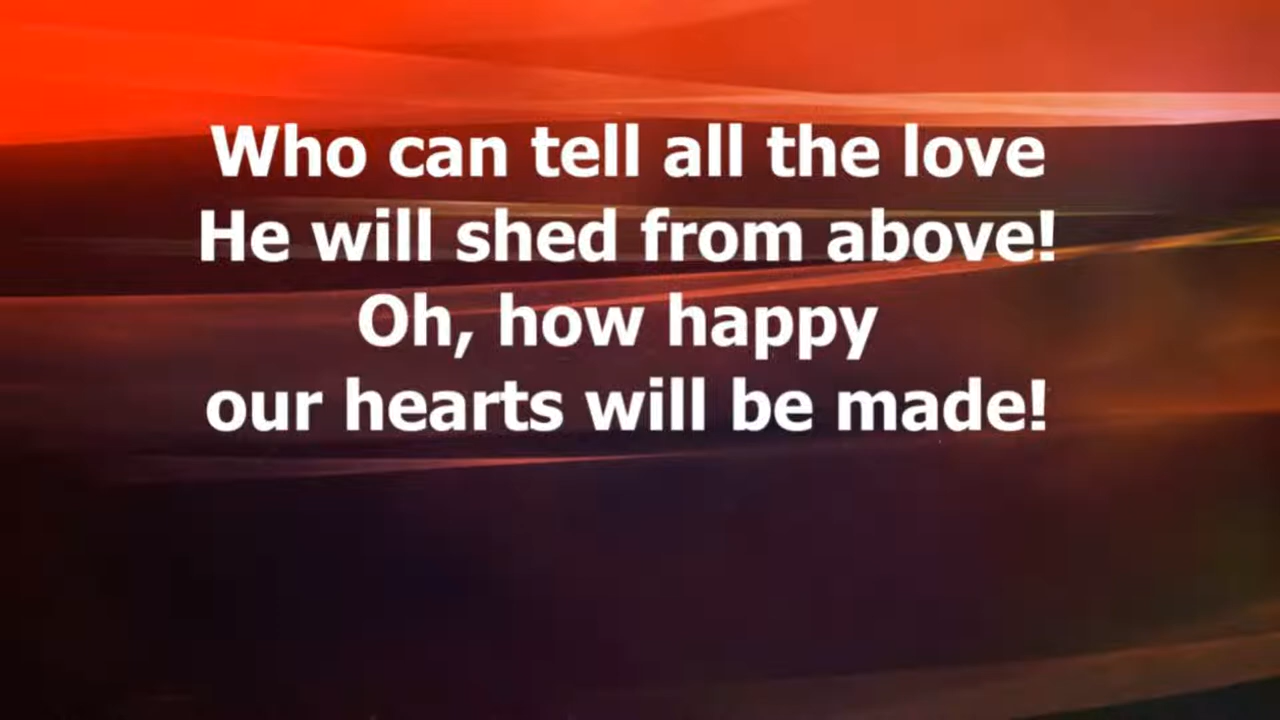 Who can tell all the love
He will shed from above!
Oh, how happy
our hearts will be made!